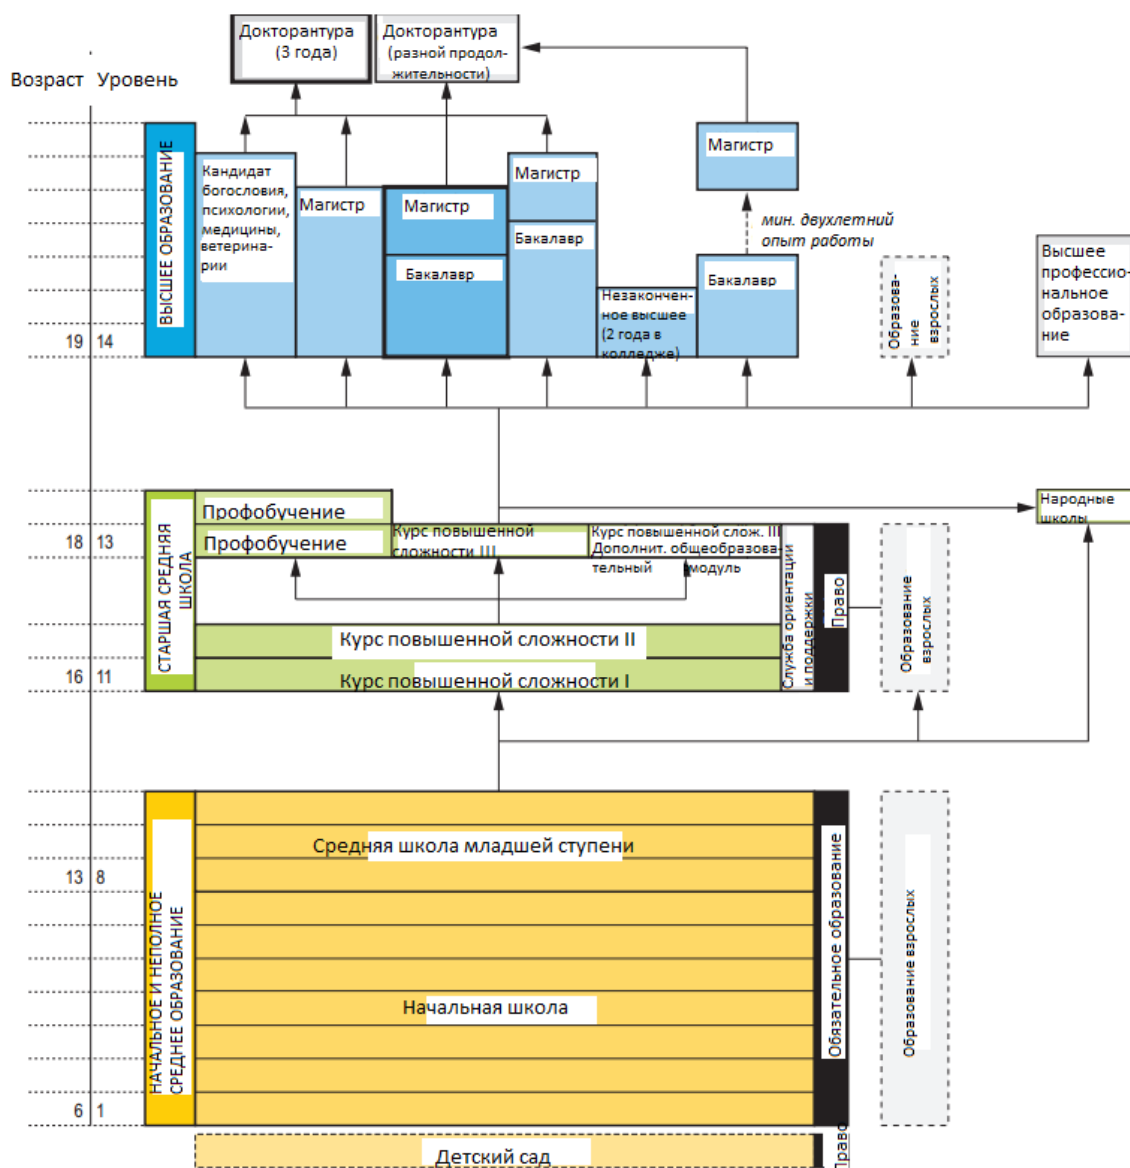 Докторантура
(3 года)
Докторантура
(разной продол-
жительности)
Возраст Уровень
ВЫСШЕЕ ОБРАЗОВАНИЕ
Кандидат
богословия,
психологии,
медицины,
ветерина-
рии
Магистр
Магистр
Бакалавр
Магистр
Бакалавр
Незакончен-
ное высшее
(2 года в
колледже)
Магистр
мин. двухлетний
опыт работы
Бакалавр
Образова-
ние
взрослых
Высшее
професссио-
нальное
образова-
ние
19 14
СТАРШАЯ СРЕДНЯЯ
ШКОЛА
Профобучение
Народные
школы
18 13
Профобучение
Курс повышенной
сложности III
Курс повышенной слож. III
Дополнит. общеобразова-
тельный модуль
Служба ориентации
и поддержки
Право
Образование
взрослых
Курс повышенной сложности II
16 11
Курс повышенной сложности I
НАЧАЛЬНОЕ И НЕПОЛНОЕ
СРЕДНЕЕ ОБРАЗОВАНИЕ
Средняя школа младшей ступени
13 8
Обязательное образование
Образование взрослых
Начальная школа
6 1
Детский сад
Право